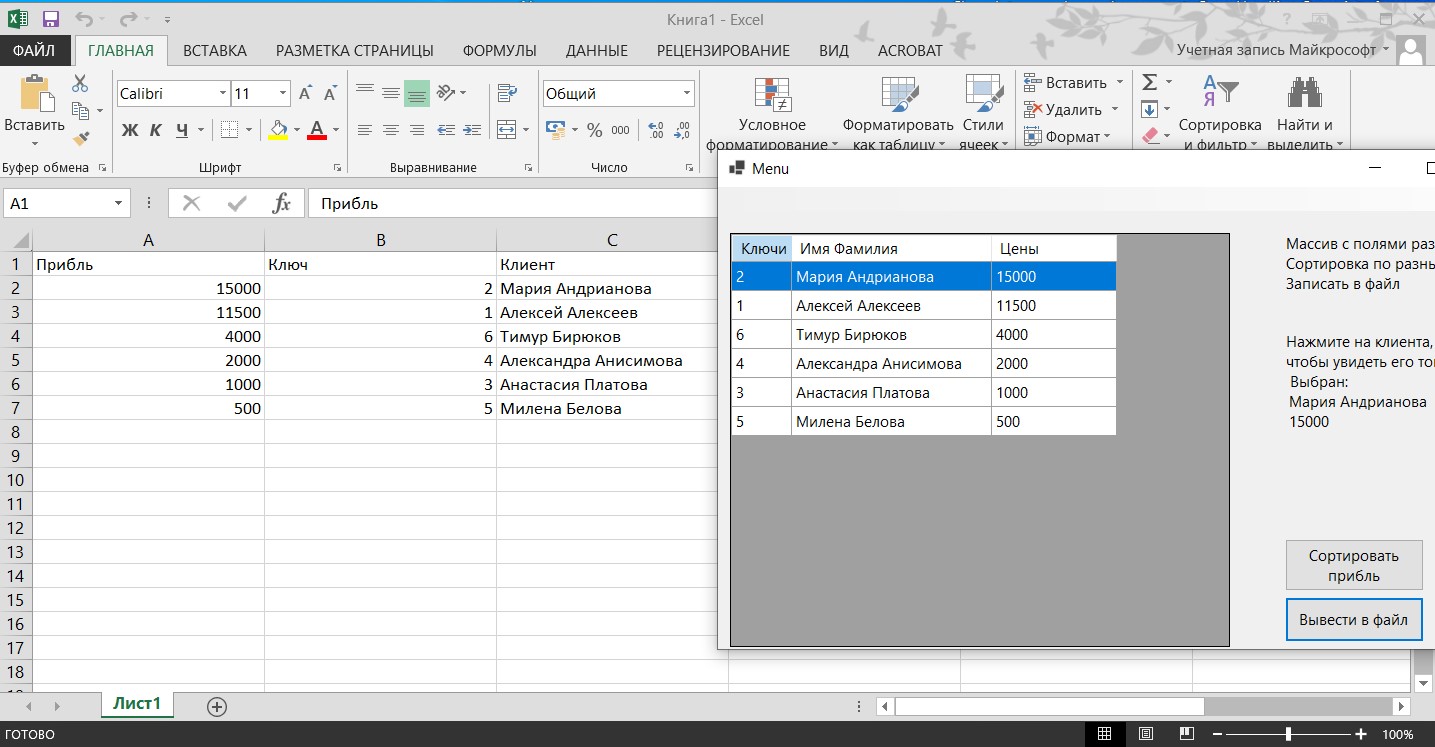 Книга1 - Excel
?
ФАЙЛ ГЛАВНАЯ ВСТАВКА РАЗМЕТКА СТРАНИЦЫ ФОРМУЛЫ ДАННЫЕ РЕЦЕНЗИРОВАНИЕ ВИД ACROBAT Учетная запись Майкрософт
Вставить
Calibri 11
Ж К Ч
Общий
% 000
Условное
форматирование
Форматировать
как таблицу
Стили
ячеек
Вставить
Удалить
Формат
Сортировка
и фильтр
Найти и
выделить
Буфер обмена Шрифт Выравнивание Число
A1 fx Прибль
A B C
1 Прибль Ключ Клиент
2 15000 2 Мария Андрианова
3 11500 1 Алексей Алексеев
4 4000 6 Тимур Бирюков
5 2000 4 Александра Анисимова
6 1000 3 Анастасия Платова
7 500 5 Милена Белова
8
9
10
11
12
13
14
15
16
17
18
Menu
Ключи Имя Фамилия Цены
2 Мария Андрианова 15000
1 Алексей Алексеев 11500
6 Тимур Бирюков 4000
4 Александра Анисимова 2000
3 Анастасия Платова 1000
5 Милена Белова 500
Массив с полями раз
Сортировка по разны
Записать в файл
Нажмите на клиента,
чтобы увидеть его то
Выбран:
Мария Андрианова
15000
Сортировать
прибль
Вывести в файл
Лист1
ГОТОВО 100%